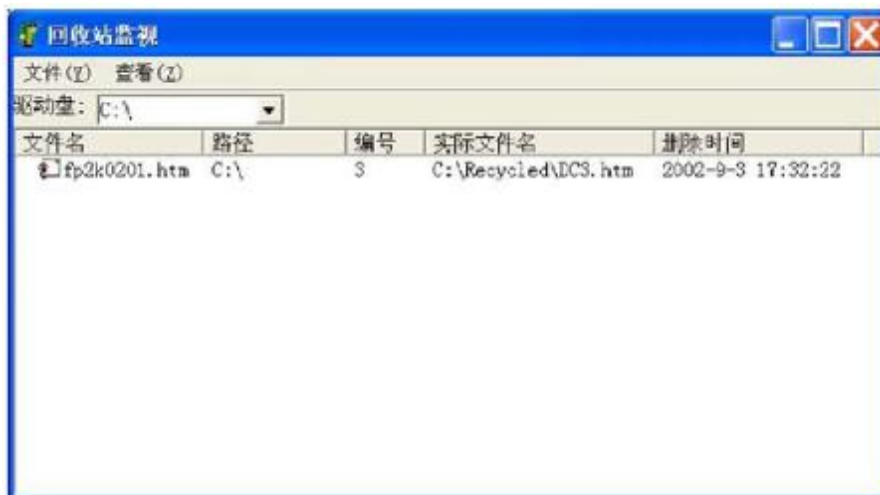 回收站监视
文件(Y) 查看(Z)
驱动盘: C:\
文件名 路径 编号 实际文件名 删除时间
fp2k0201.htm C:\ 3 C:\Recycled\DC3.htm 2002-9-3 17:32:22